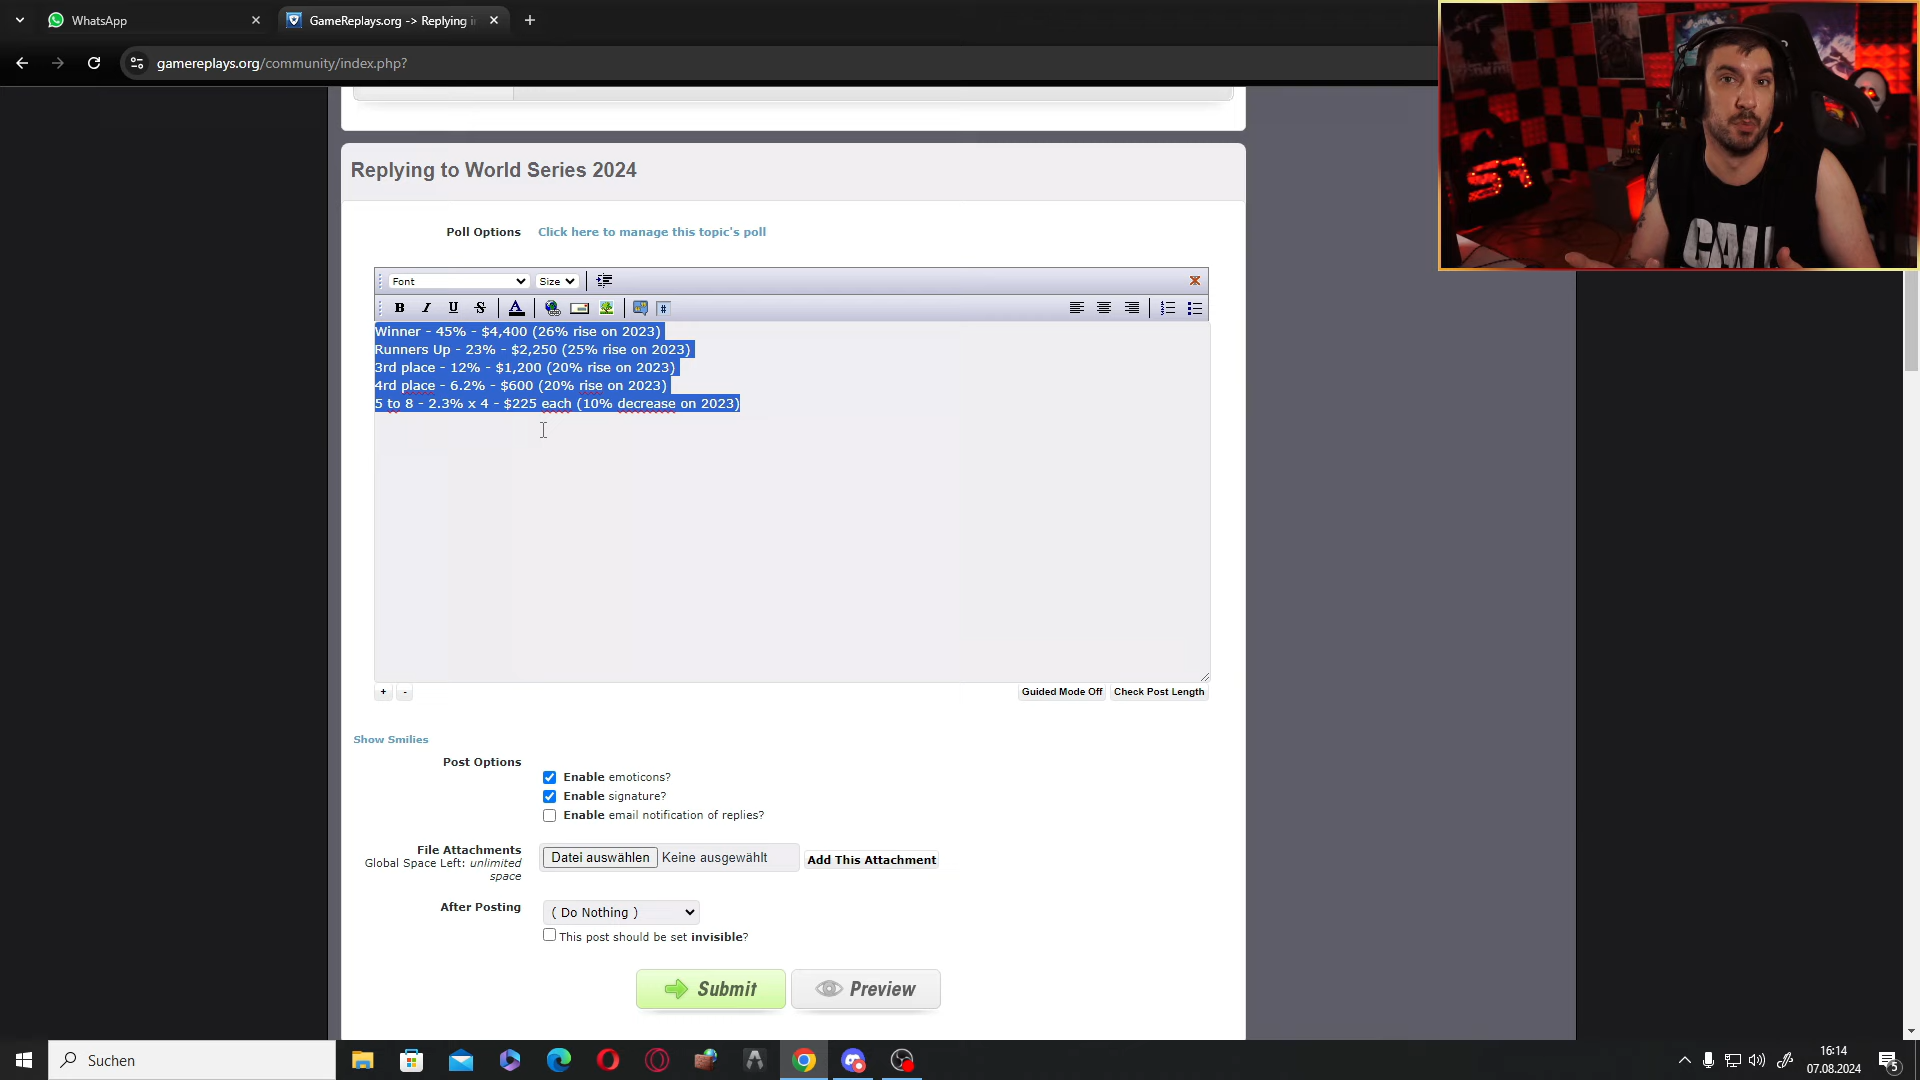 WhatsApp
GameReplays.org -> Replying i
gamereplays.org/community/index.php?
Replying to World Series 2024
Poll Options Click here to manage this topic's poll
Font Size
B I U S A #
Winner - 45% - $4,400 (26% rise on 2023)
Runners Up - 23% - $2,250 (25% rise on 2023)
3rd place - 12% - $1,200 (20% rise on 2023)
4rd place - 6.2% - $600 (20% rise on 2023)
5 to 8 - 2.3% x 4 - $225 each (10% decrease on 2023)
+ - Guided Mode Off Check Post Length
Show Smilies
Post Options
Enable emoticons?
Enable signature?
Enable email notification of replies?
File Attachments
Global Space Left: unlimited
space
Datei auswählen Keine ausgewählt Add This Attachment
After Posting ( Do Nothing )
This post should be set invisible?
Submit Preview
Suchen
16:14
07.08.2024
5